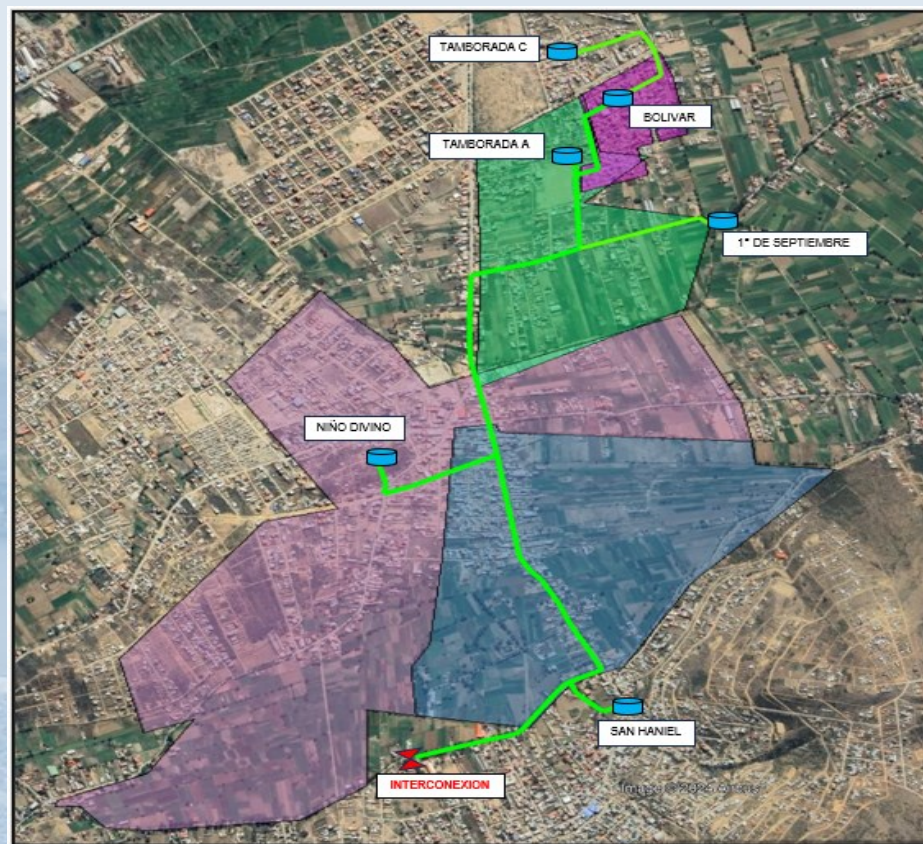 TAMBORADA C
BOLIVAR
TAMBORADA A
1° DE SEPTIEMBRE
NIÑO DIVINO
SAN HANIEL
INTERCONEXION